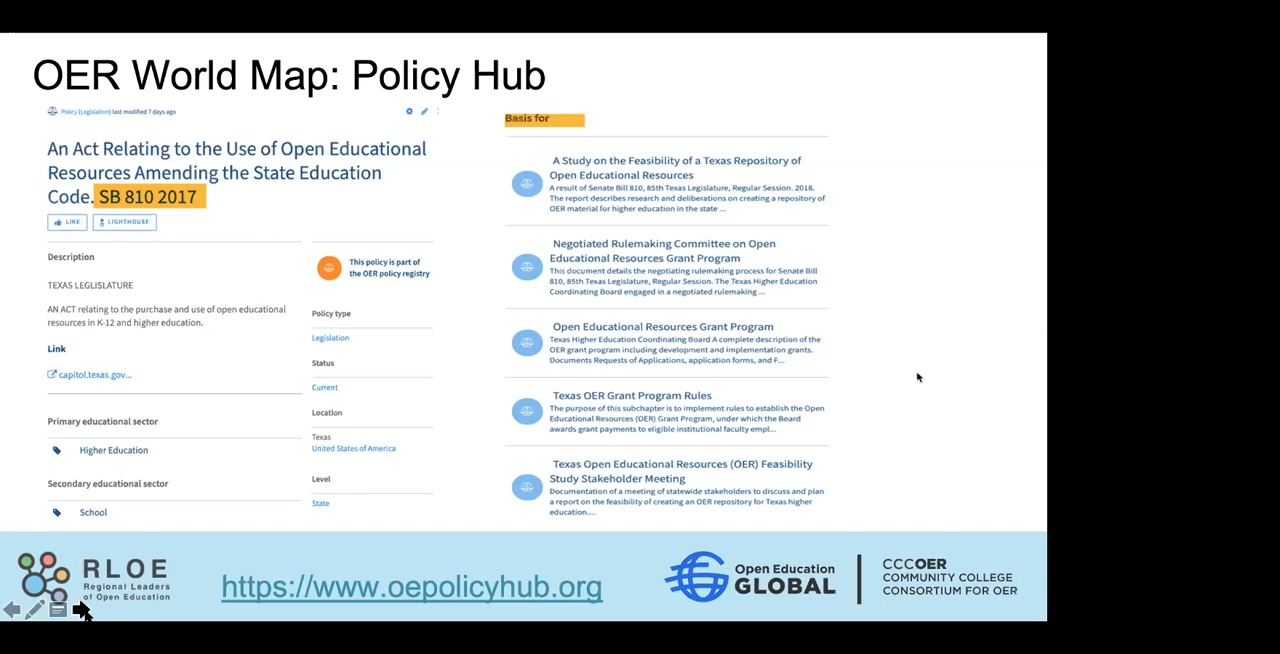 OER World Map: Policy Hub
Policy [Legislation] last modified 7 days ago
An Act Relating to the Use of Open Educational
Resources Amending the State Education
Code. SB 810 2017
LIKE
LIGHTHOUSE
Description
TEXAS LEGLISLATURE
AN ACT relating to the purchase and use of open educational
resources in K-12 and higher education.
Link
capitol.texas.gov...
Primary educational sector
Higher Education
Secondary educational sector
School
This policy is part of
the OER policy registry
Policy type
Legislation
Status
Current
Location
Texas
United States of America
Level
State
Basis for
A Study on the Feasibility of a Texas Repository of
Open Educational Resources
A result of Senate Bill 810, 85th Texas Legislature, Regular Session. 2018.
The report describes research and deliberations on creating a repository of
OER material for higher education in the state ...
Negotiated Rulemaking Committee on Open
Educational Resources Grant Program
This document details the negotiating rulemaking process for Senate Bill
810, 85th Texas Legislature, Regular Session. The Texas Higher Education
Coordinating Board engaged in a negotiated rulemaking ...
Open Educational Resources Grant Program
Texas Higher Education Coordinating Board A complete description of the
OER grant program including development and implementation grants.
Documents Requests of Applications, application forms, and F...
Texas OER Grant Program Rules
The purpose of this subchapter is to implement rules to establish the Open
Educational Resources (OER) Grant Program, under which the Board
awards grant payments to eligible institutional faculty empl...
Texas Open Educational Resources (OER) Feasibility
Study Stakeholder Meeting
Documentation of a meeting of statewide stakeholders to discuss and plan
a report on the feasibility of creating an OER repository for Texas higher
education....
RLOE
Regional Leaders
of Open Education
https://www.oepolicyhub.org
Open Education
GLOBAL
CCCOER
COMMUNITY COLLEGE
CONSORTIUM FOR OER